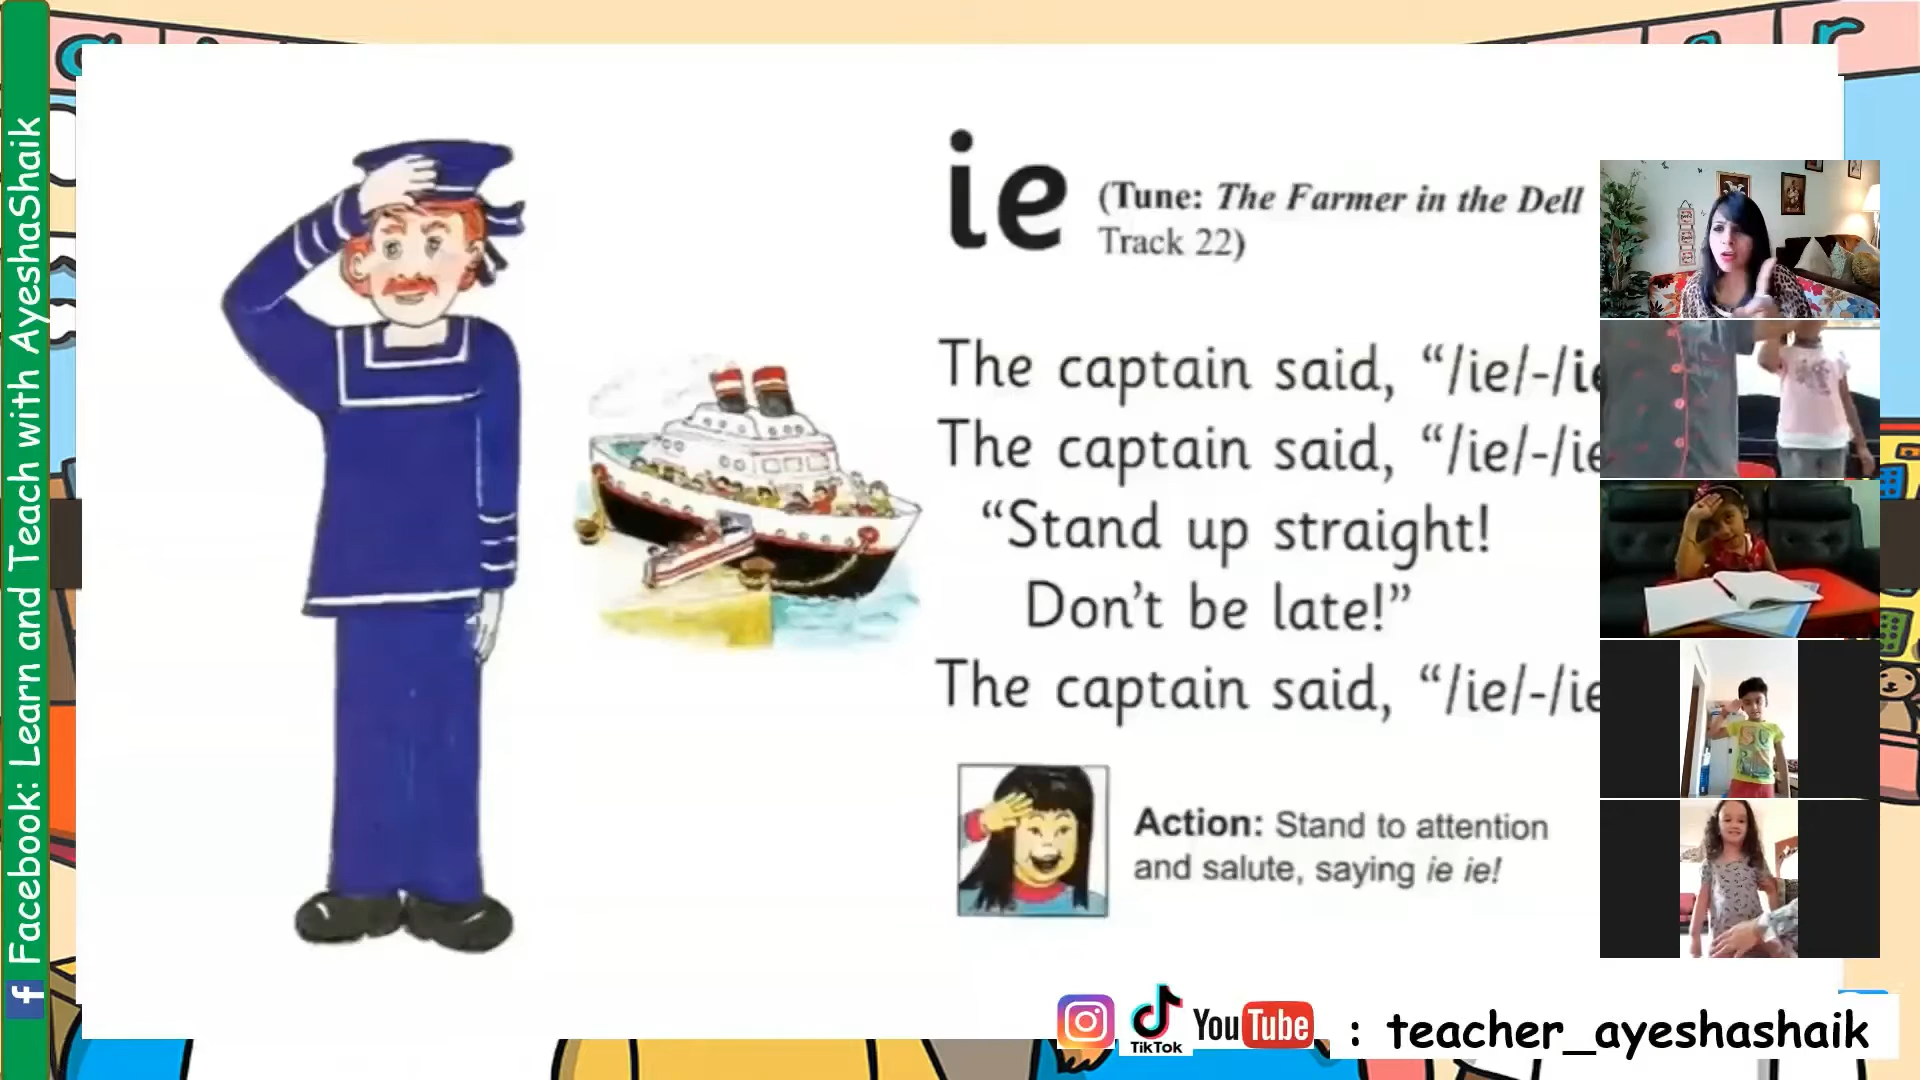 Facebook: Learn and Teach with AyeshaShaik
ie
(Tune: The Farmer in the Dell
Track 22)
The captain said, “/ie/-/ie
The captain said, “/ie/-/ie
“Stand up straight!
Don’t be late!”
The captain said, “/ie/-/ie
Action: Stand to attention
and salute, saying ie ie!
TikTok
YouTube
: teacher_ayeshashaik